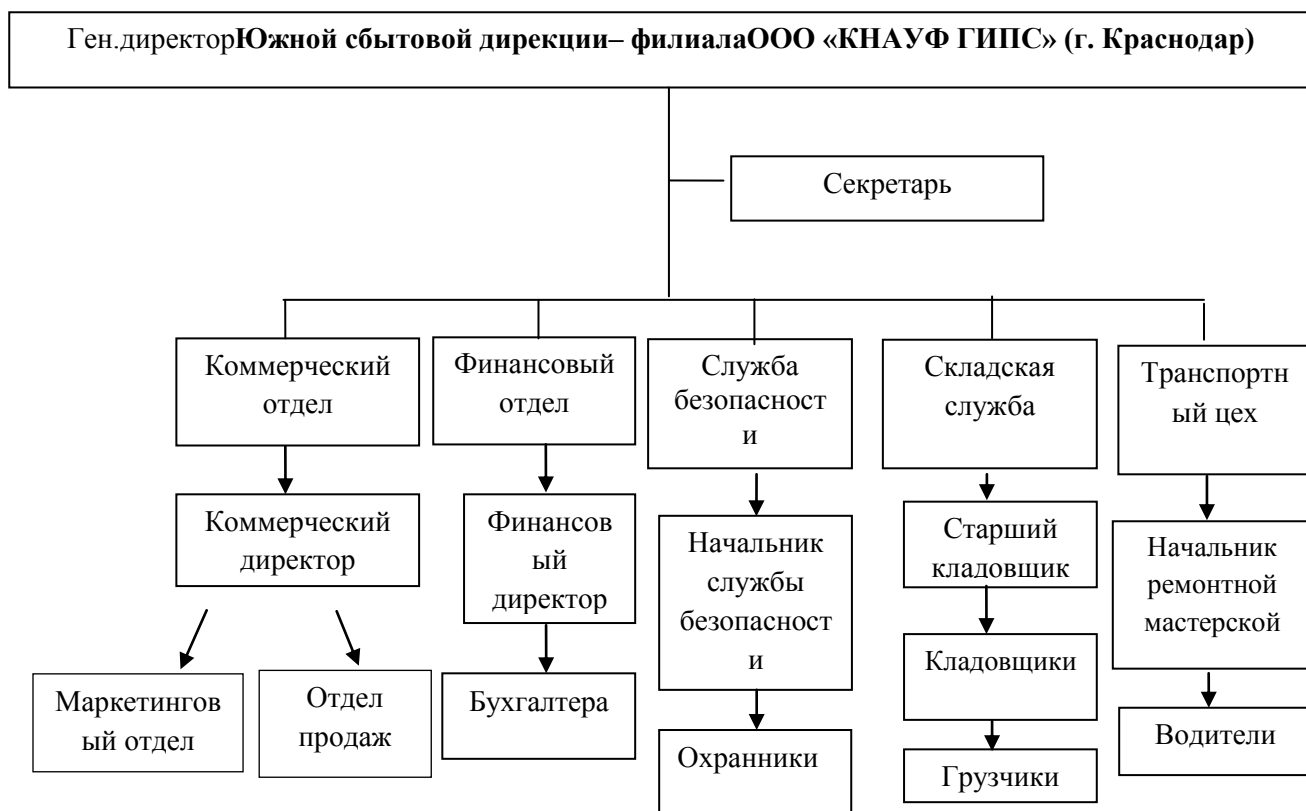 Ген.директорЮжной сбытовой дирекции– филиалаООО «КНАУФ ГИПС» (г. Краснодар)
Секретарь
Коммерческий
отдел
Финансовый
отдел
Служба
безопасност
и
Складская
служба
Транспортн
ый цех
Коммерческий
директор
Финансов
ый
директор
Начальник
службы
безопасност
и
Старший
кладовщик
Начальник
ремонтной
мастерской
Маркетингов
ый отдел
Отдел
продаж
Бухгалтера
Охранники
Кладовщики
Грузчики
Водители